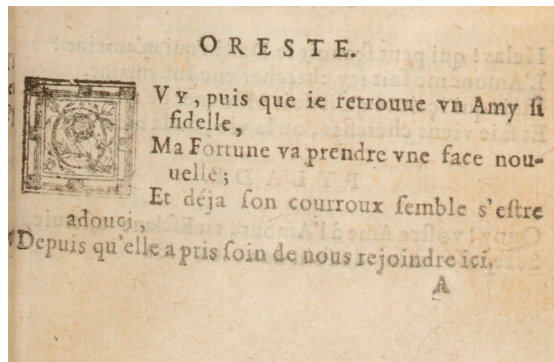 ORESTE.
OVY, puis que ie retrouue vn Amy ſi
fidelle,
Ma Fortune va prendre vne face nou-
uelle;
Et déja ſon courroux ſemble s'eſtre
adouci,
Depuis qu'elle a pris ſoin de nous rejoindre ici.
A